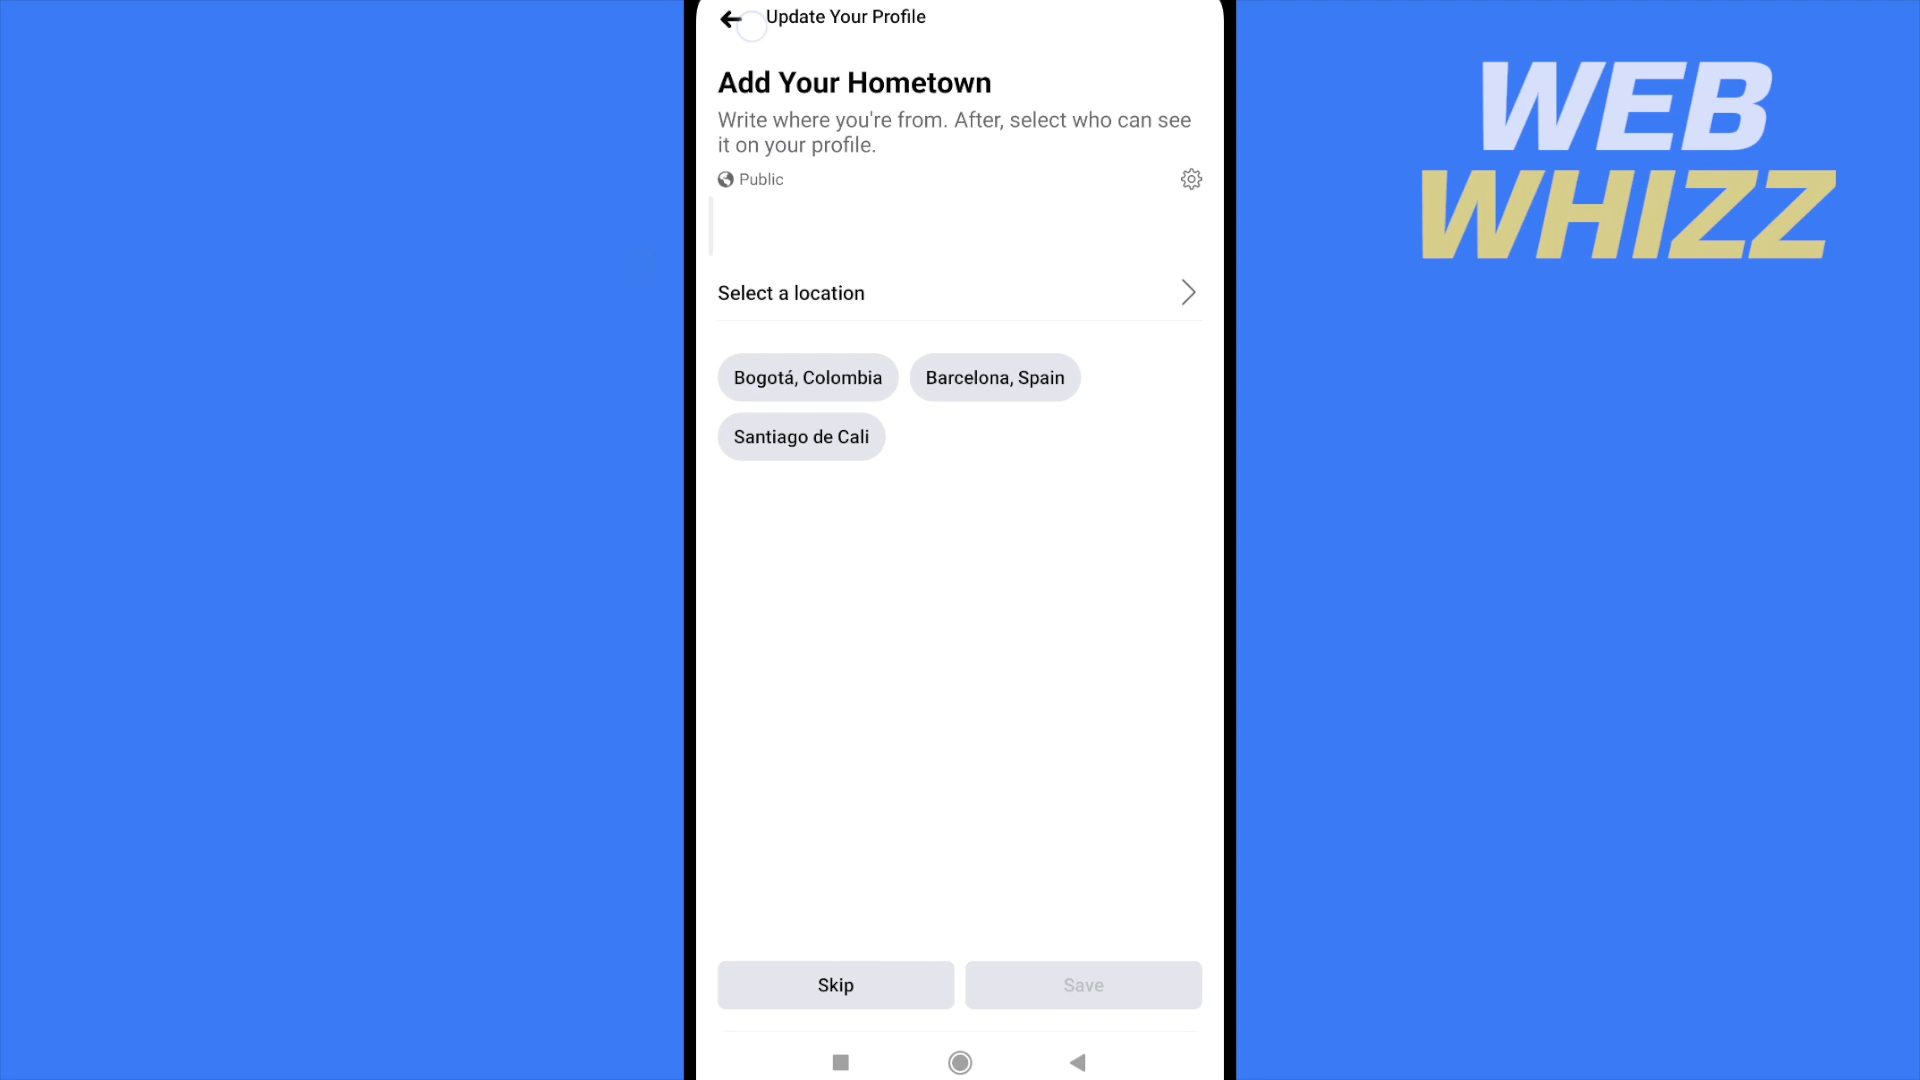 Update Your Profile
Add Your Hometown
Write where you're from. After, select who can see
it on your profile.
Public
Select a location
Bogotá, Colombia
Barcelona, Spain
Santiago de Cali
Skip
Save
WEB
WHIZZ